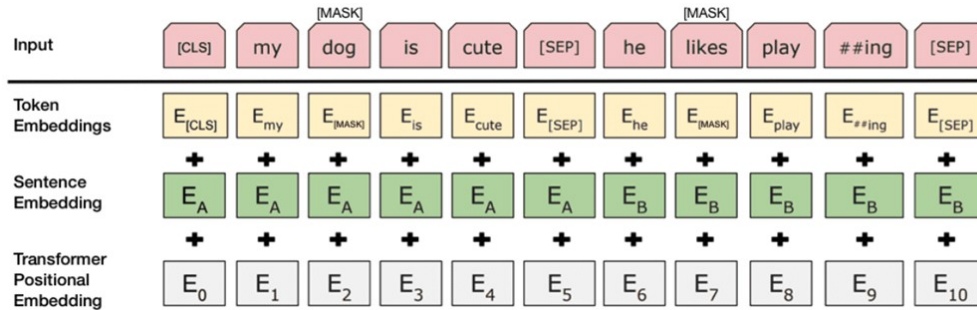 [MASK] [MASK]
Input [CLS] my dog is cute [SEP] he likes play ##ing [SEP]
Token
Embeddings
E[CLS] Emy E[MASK] Eis Ecute E[SEP] Ehe E[MASK] Eplay E##ing E[SEP]
+ + + + + + + + + + +
Sentence
Embedding
EA EA EA EA EA EA EB EB EB EB EB
+ + + + + + + + + + +
Transformer
Positional
Embedding
E0 E1 E2 E3 E4 E5 E6 E7 E8 E9 E10